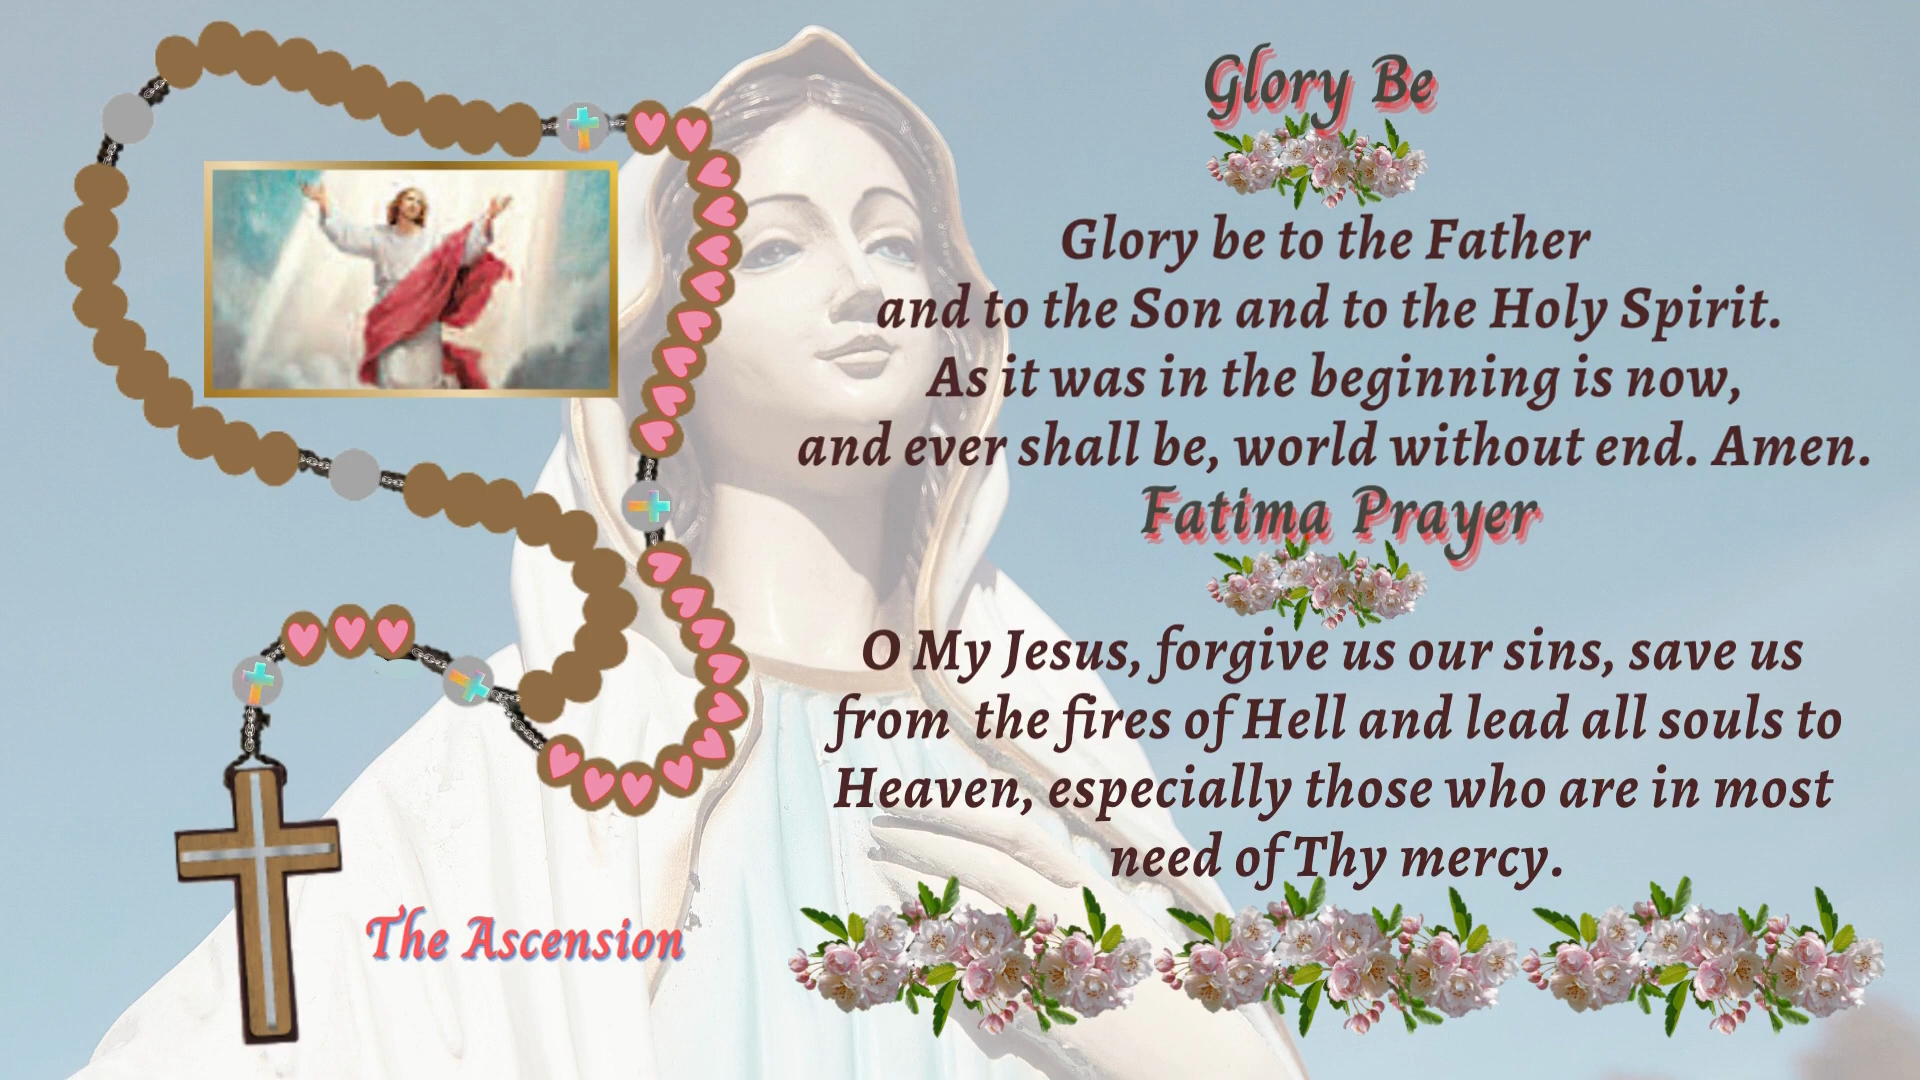 Glory Be
Glory be to the Father
and to the Son and to the Holy Spirit.
As it was in the beginning is now,
and ever shall be, world without end. Amen.
Fatima Prayer
O My Jesus, forgive us our sins, save us
from the fires of Hell and lead all souls to
Heaven, especially those who are in most
need of Thy mercy.
The Ascension